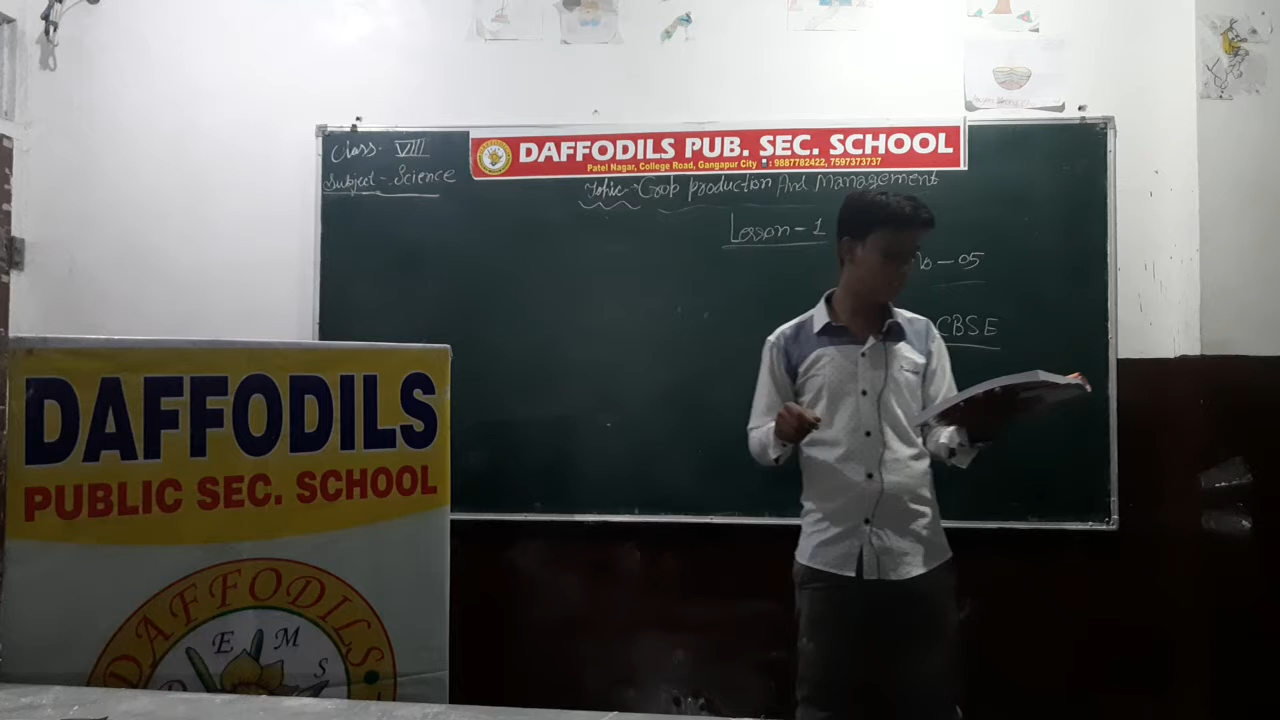 Class- VIII
Subject - Science
DAFFODILS PUB. SEC. SCHOOL
Patel Nagar, College Road, Gangapur City : 9887782422, 7597373737
Topic- Crop production And Management
Lesson - 1
No - 05
CBSE
DAFFODILS
PUBLIC SEC. SCHOOL
DAFFODILS
D E M S